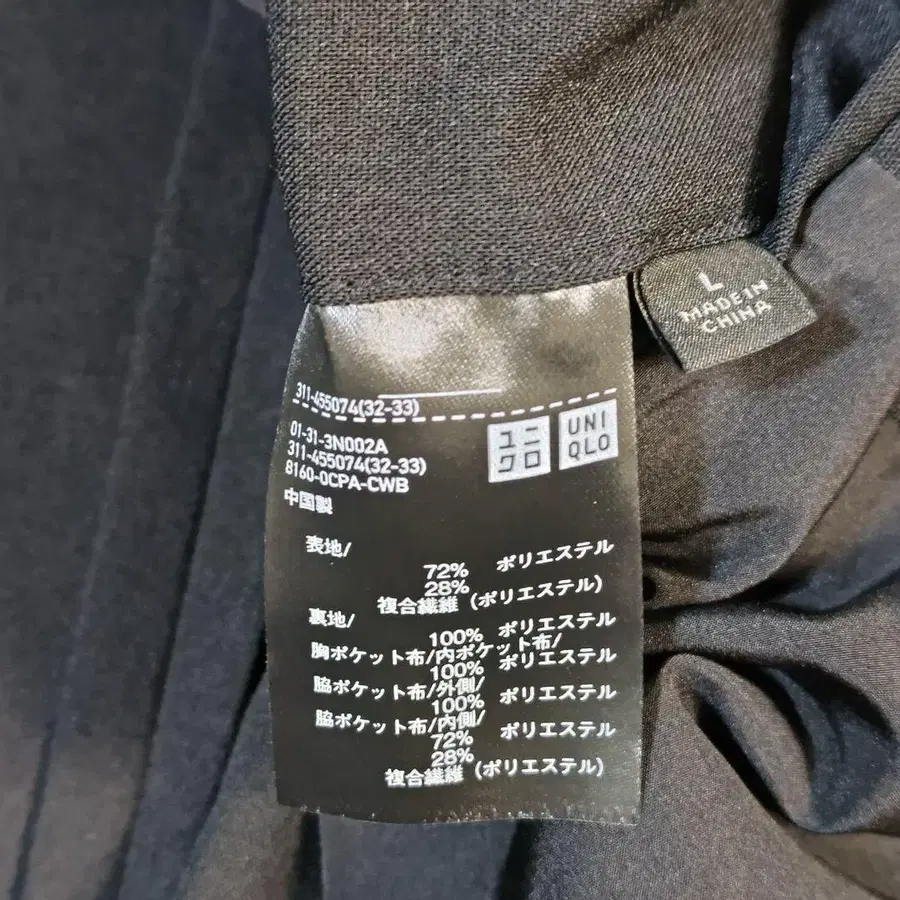 L
MADE IN
CHINA
311-455074(32-33)
01-31-3N002A
311-455074(32-33)
8160-0CPA-CWB
中国製
ユニ
クロ
UNI
QLO
表地/
72% ポリエステル
28%
複合繊維 (ポリエステル)
裏地/
100% ポリエステル
胸ポケット布/内ポケット布/
100% ポリエステル
脇ポケット布/外側/
100% ポリエステル
脇ポケット布/内側/
72% ポリエステル
28%
複合繊維 (ポリエステル)